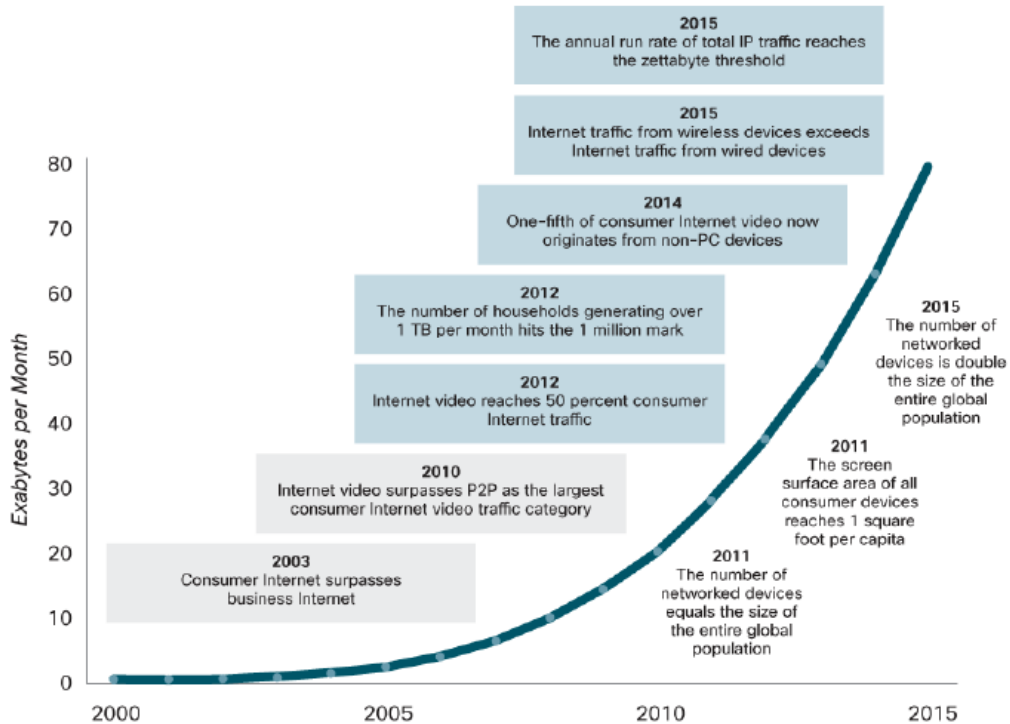 2015
The annual run rate of total IP traffic reaches
the zettabyte threshold
2015
Internet traffic from wireless devices exceeds
Internet traffic from wired devices
2014
One-fifth of consumer Internet video now
originates from non-PC devices
2012
The number of households generating over
1 TB per month hits the 1 million mark
2012
Internet video reaches 50 percent consumer
Internet traffic
2010
Internet video surpasses P2P as the largest
consumer Internet video traffic category
2003
Consumer Internet surpasses
business Internet
2015
The number of
networked
devices is double
the size of the
entire global
population
2011
The screen
surface area of all
consumer devices
reaches 1 square
foot per capita
2011
The number of
networked devices
equals the size of
the entire global
population
Exabytes per Month
80
70
60
50
40
30
20
10
0
2000
2005
2010
2015